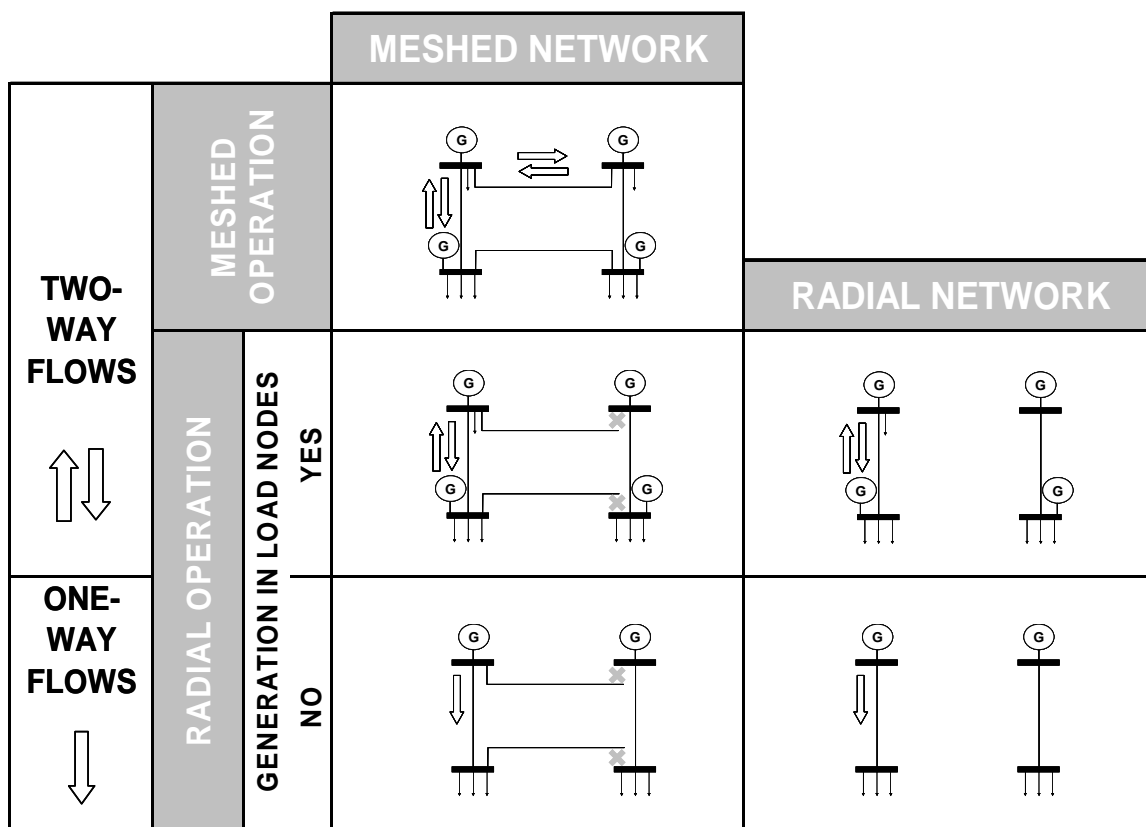 MESHED NETWORK
MESHED
OPERATION
G
G
G
G
TWO-
WAY
FLOWS
RADIAL NETWORK
RADIAL OPERATION
GENERATION IN LOAD NODES
YES
G
G
G
G
G
G
G
G
ONE-
WAY
FLOWS
NO
G
G
G
G